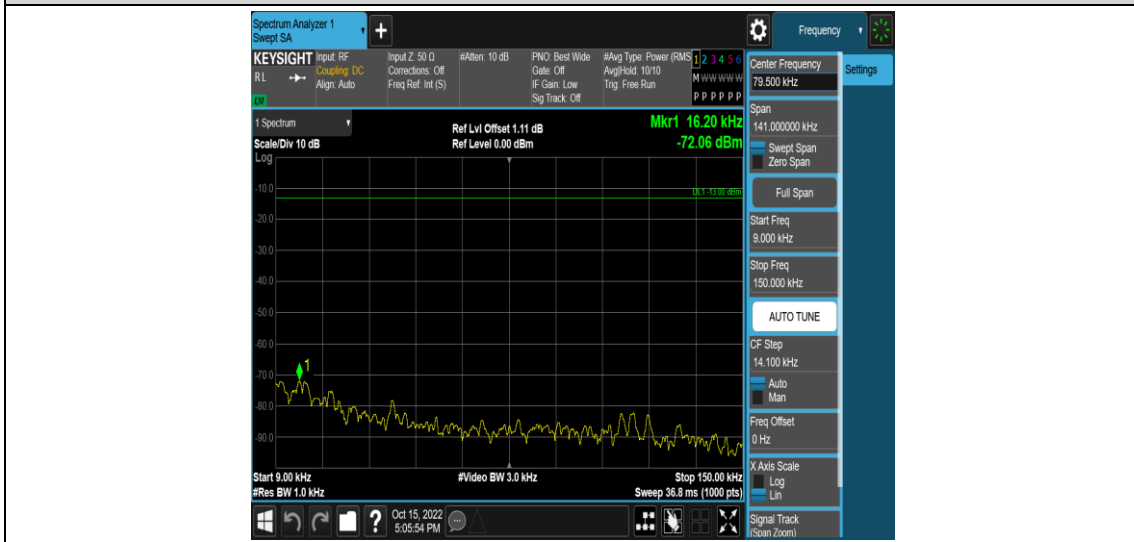 Spectrum Analyzer 1
Swept SA
+
Frequency
KEYSIGHT
RL
LXI
Input: RF
Coupling: DC
Align: Auto
Input Z: 50 Ω
Corrections: Off
Freq Ref: Int (S)
#Atten: 10 dB
PNO: Best Wide
Gate: Off
IF Gain: Low
Sig Track: Off
#Avg Type: Power (RMS
Avg|Hold: 10/10
Trig: Free Run
1 2 3 4 5 6
M W W W W W
P P P P P P
1 Spectrum
Scale/Div 10 dB
Log
Ref Lvl Offset 1.11 dB
Ref Level 0.00 dBm
Mkr1 16.20 kHz
-72.06 dBm
DL1 -13.00 dBm
-10.0
-20.0
-30.0
-40.0
-50.0
-60.0
-70.0
-80.0
-90.0
1
Start 9.00 kHz
#Res BW 1.0 kHz
#Video BW 3.0 kHz
Stop 150.00 kHz
Sweep 36.8 ms (1000 pts)
?
Oct 15, 2022
5:05:54 PM
Center Frequency
79.500 kHz
Settings
Span
141.000000 kHz
Swept Span
Zero Span
Full Span
Start Freq
9.000 kHz
Stop Freq
150.000 kHz
AUTO TUNE
CF Step
14.100 kHz
Auto
Man
Freq Offset
0 Hz
X Axis Scale
Log
Lin
Signal Track
(Span Zoom)